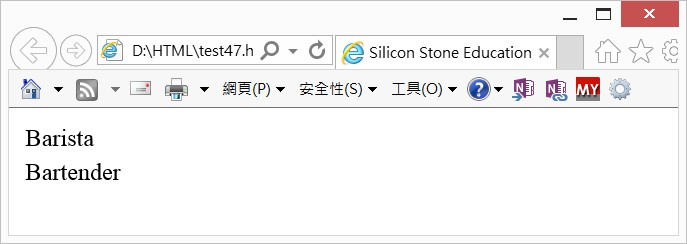 D:\HTML\test47.h
Silicon Stone Education
網頁(P) 安全性(S) 工具(O) ? N N MY
Barista
Bartender